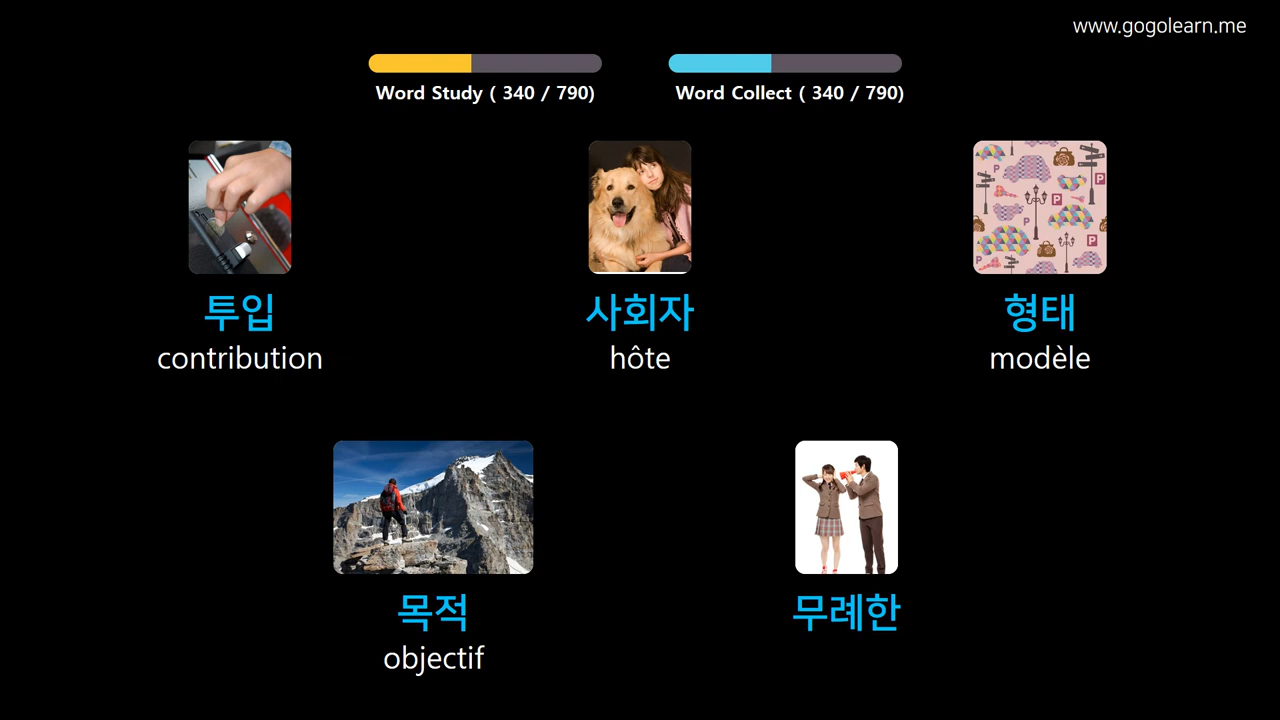 www.gogolearn.me
Word Study ( 340 / 790)
Word Collect ( 340 / 790)
투입
contribution
사회자
hôte
형태
modèle
목적
objectif
무례한